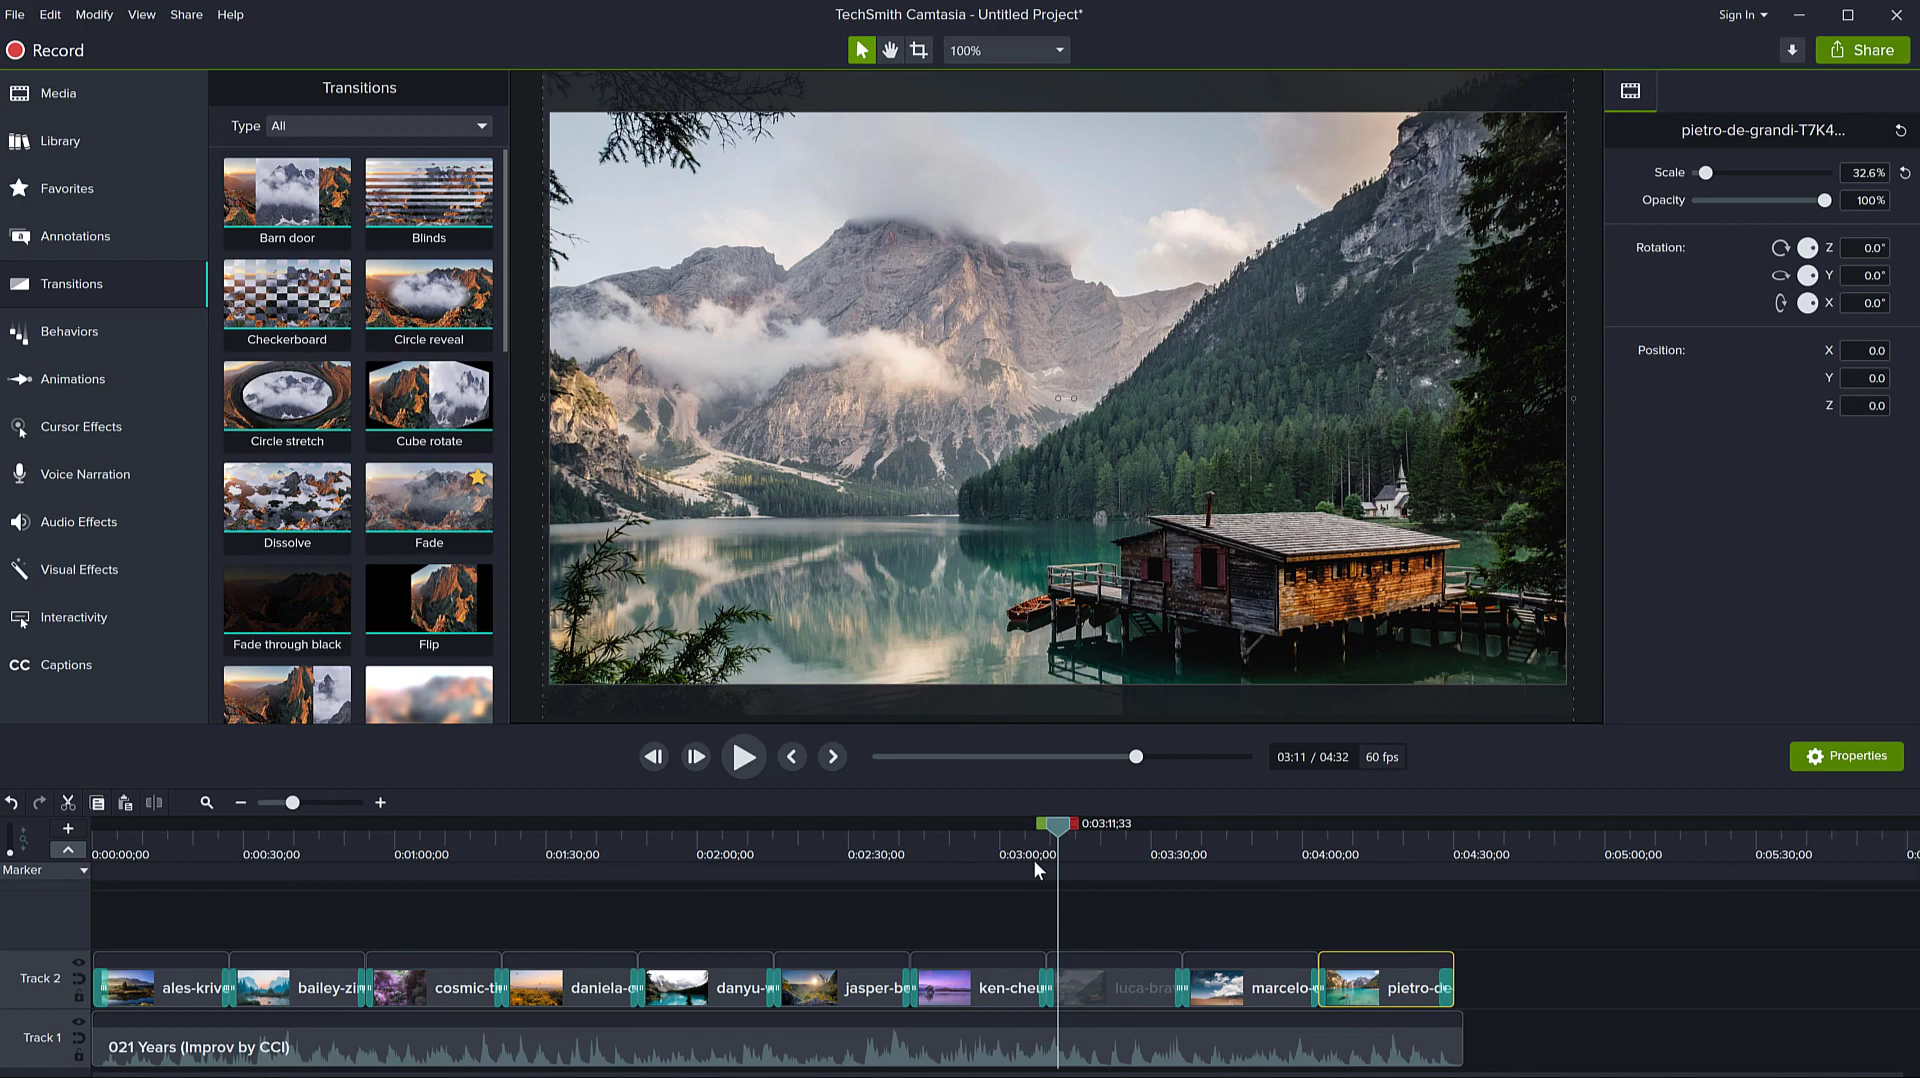 File Edit Modify View Share Help
TechSmith Camtasia - Untitled Project*
Sign In
Record
100%
Share
Media
Library
Favorites
Annotations
Transitions
Behaviors
Animations
Cursor Effects
Voice Narration
Audio Effects
Visual Effects
Interactivity
CC Captions
Transitions
Type All
Barn door Blinds
Checkerboard Circle reveal
Circle stretch Cube rotate
Dissolve Fade
Fade through black Flip
pietro-de-grandi-T7K4...
Scale 32.6%
Opacity 100%
Rotation: Z 0.0°
Y 0.0°
X 0.0°
Position: X 0.0
Y 0.0
Z 0.0
03:11 / 04:32 60 fps
Properties
0:03:11;33
0:00:00;00 0:00:30;00 0:01:00;00 0:01:30;00 0:02:00;00 0:02:30;00 0:03:00;00 0:03:30;00 0:04:00;00 0:04:30;00 0:05:00;00 0:05:30;00
Marker
Track 2
ales-kriv bailey-zi cosmic-ti daniela- danyu- jasper-b ken-cheu luca-bra marcelo- pietro-de
Track 1
021 Years (Improv by CCI)